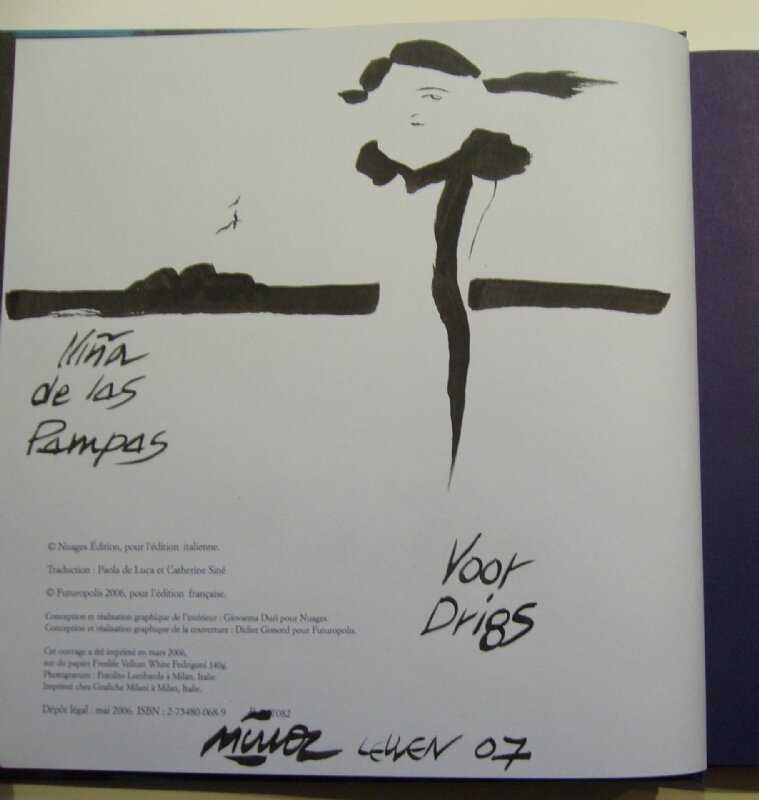 Niña
de las
Pampas
Voor
Drigs
© Nuages Édition, pour l'édition italienne.
Traduction : Paola de Luca et Catherine Siné
© Futuropolis 2006, pour l'édition française.
Conception et réalisation graphique de l'intérieur : Giovanna Durì pour Nuages.
Conception et réalisation graphique de la couverture : Didier Gonord pour Futuropolis.
Cet ouvrage a été imprimé en mars 2006,
sur du papier Freelife Vellum White Fedrigoni 140g.
Photogravure : Fotolito Lombarda à Milan, Italie.
Imprimé chez Grafiche Milani à Milan, Italie.
Dépôt légal : mai 2006. ISBN : 2-75480-068-9 7082
Muñoz 07